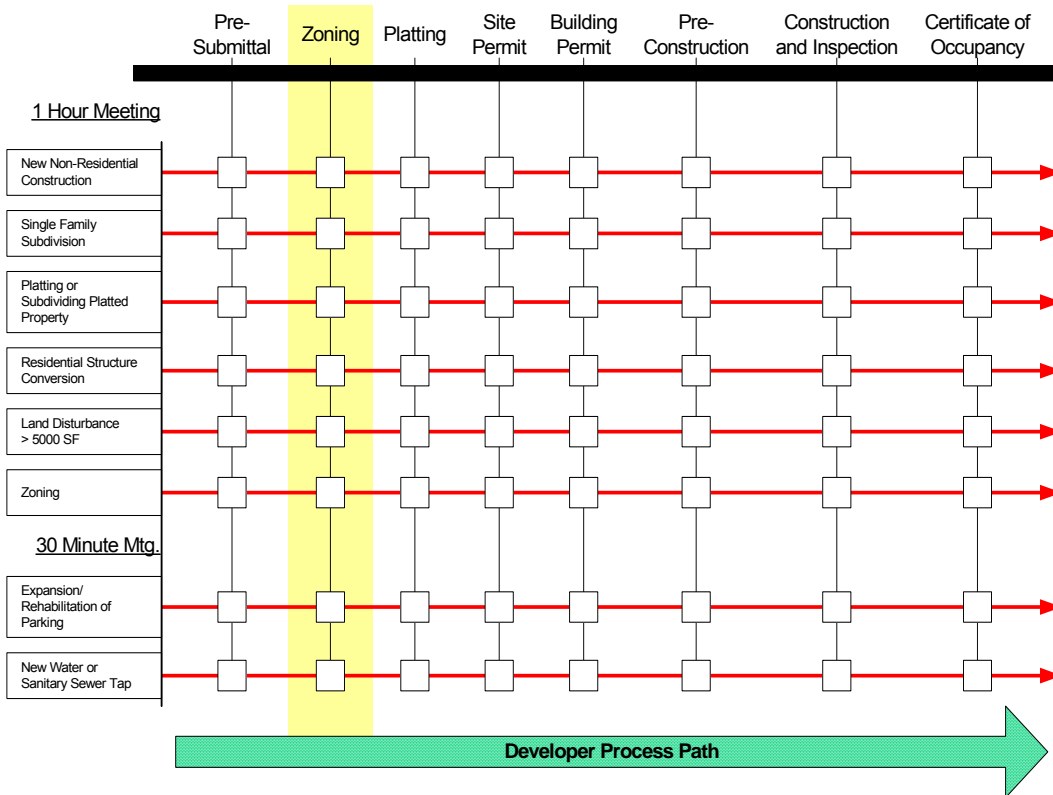 Pre-
Submittal
Zoning
Platting
Site
Permit
Building
Permit
Pre-
Construction
Construction
and Inspection
Certificate of
Occupancy
1 Hour Meeting
New Non-Residential
Construction
Single Family
Subdivision
Platting or
Subdividing Platted
Property
Residential Structure
Conversion
Land Disturbance
> 5000 SF
Zoning
30 Minute Mtg.
Expansion/
Rehabilitation of
Parking
New Water or
Sanitary Sewer Tap
Developer Process Path